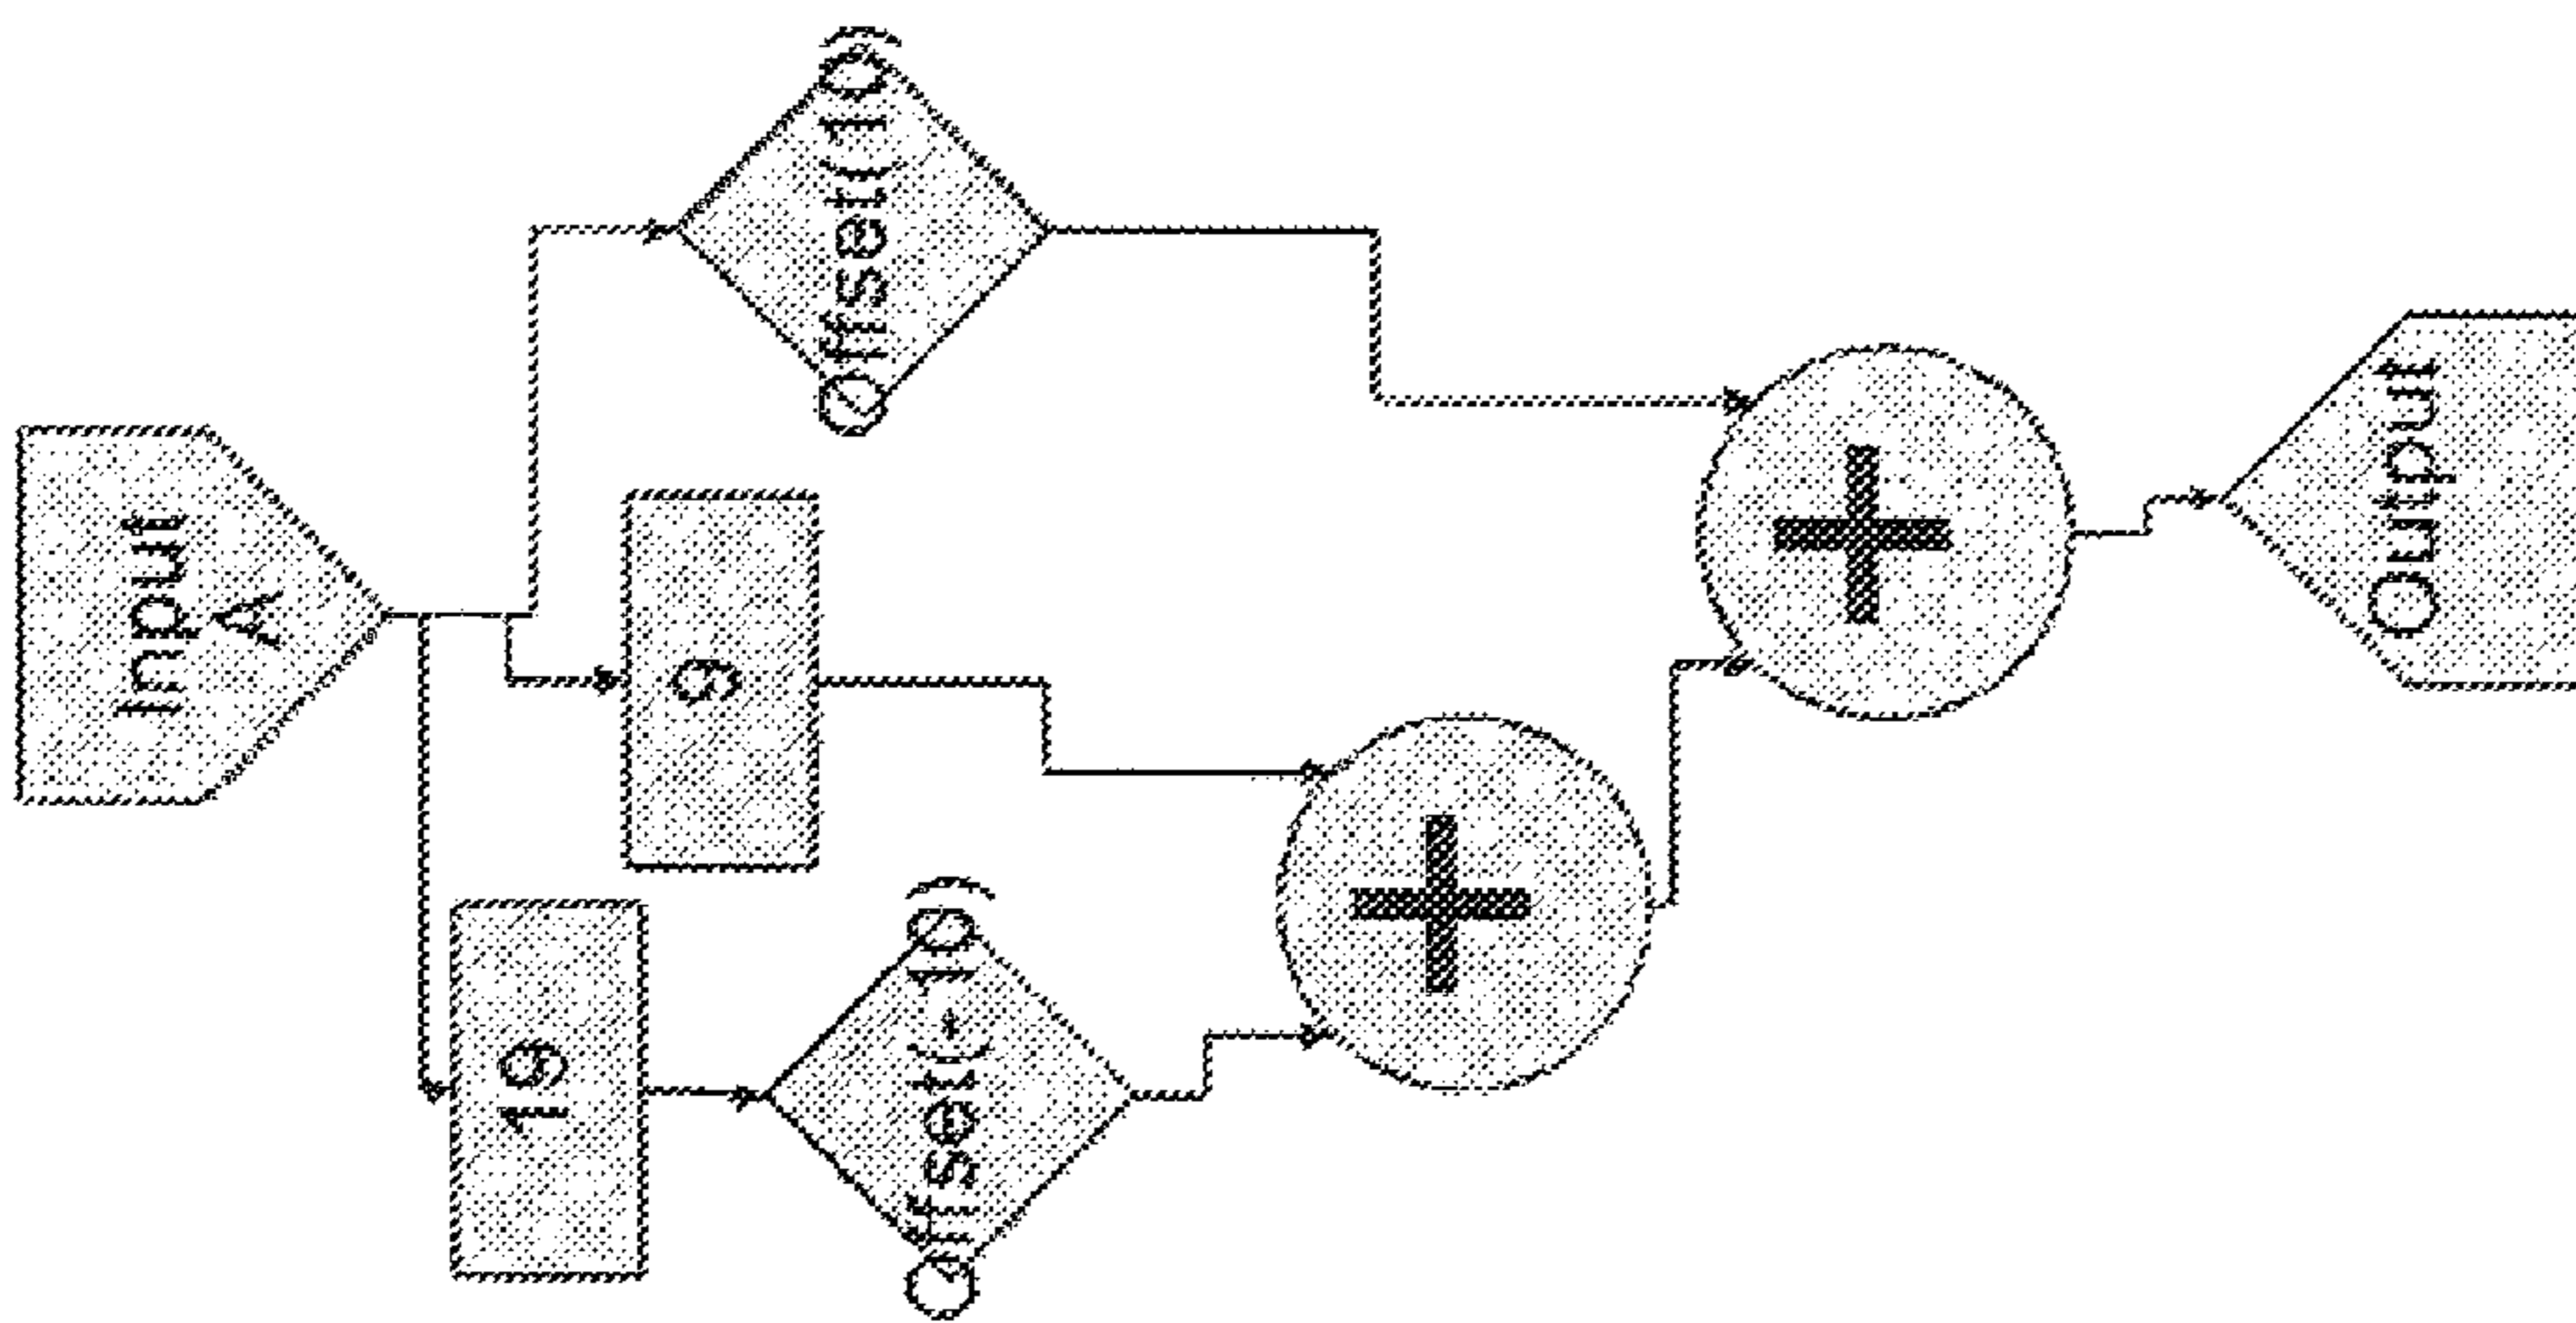 Input
A
19
9
Offset(-10)
Offset(10)
+
+
Output